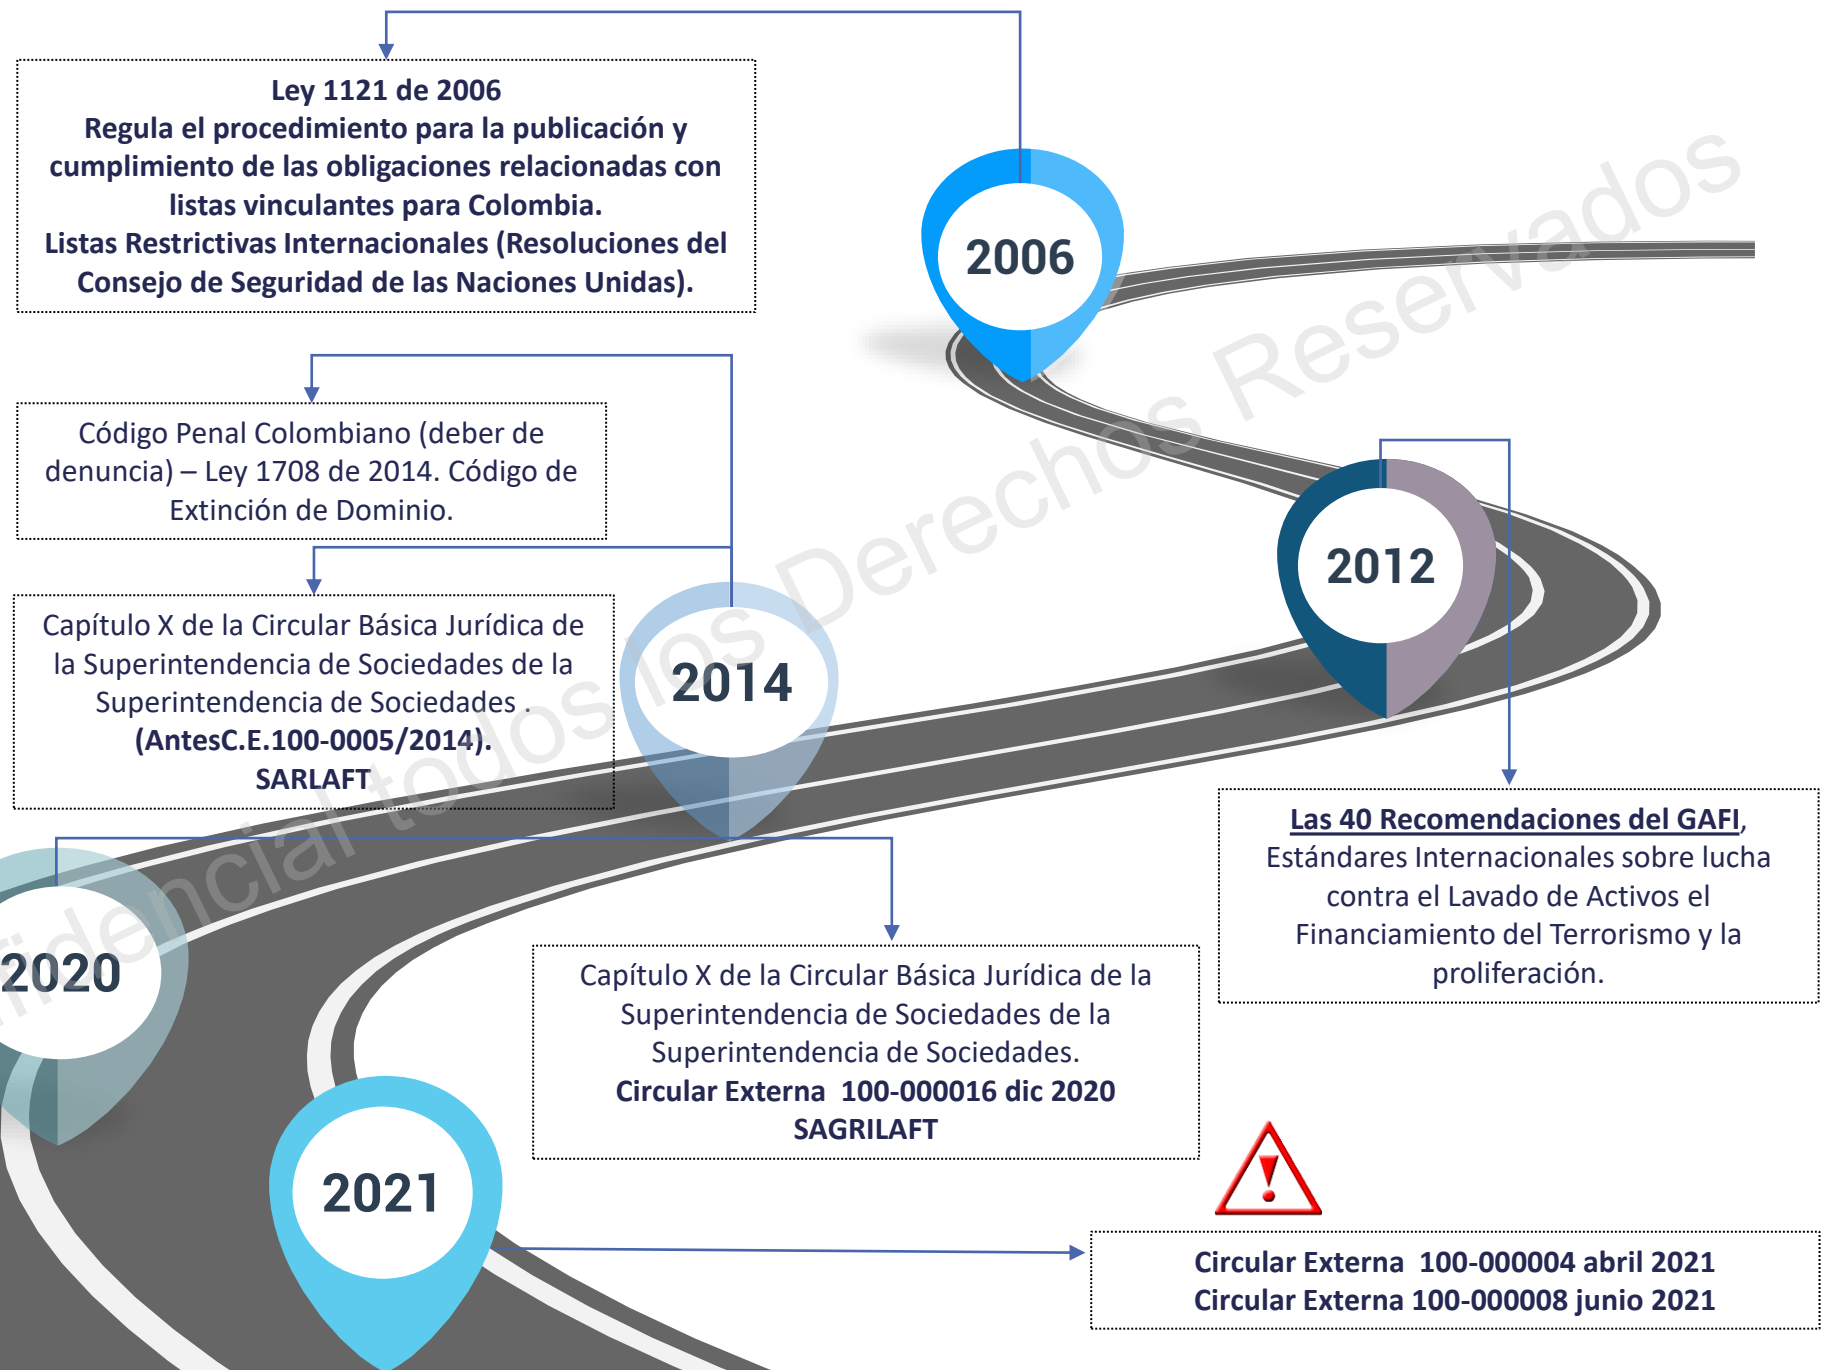 Ley 1121 de 2006
Regula el procedimiento para la publicación y
cumplimiento de las obligaciones relacionadas con
listas vinculantes para Colombia.
Listas Restrictivas Internacionales (Resoluciones del
Consejo de Seguridad de las Naciones Unidas).
2006
Código Penal Colombiano (deber de
denuncia) – Ley 1708 de 2014. Código de
Extinción de Dominio.
2012
Capítulo X de la Circular Básica Jurídica de
la Superintendencia de Sociedades de la
Superintendencia de Sociedades .
(AntesC.E.100-0005/2014).
SARLAFT
2014
Las 40 Recomendaciones del GAFI,
Estándares Internacionales sobre lucha
contra el Lavado de Activos el
Financiamiento del Terrorismo y la
proliferación.
2020
Capítulo X de la Circular Básica Jurídica de la
Superintendencia de Sociedades de la
Superintendencia de Sociedades.
Circular Externa  100-000016 dic 2020
SAGRILAFT
2021
Circular Externa  100-000004 abril 2021
Circular Externa 100-000008 junio 2021
fidencial todos los Derechos Reservados